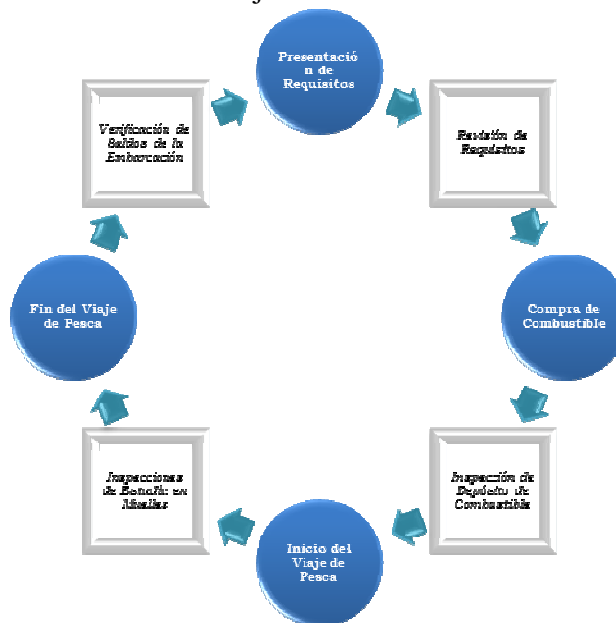 Presentació
n de
Requisitos
Revisión de
Requisitos
Compra de
Combustible
Inspección de
Depósito de
Combustible
Inicio del
Viaje de
Pesca
Inspecciones
de en
Muelles
Fin del Viaje
de Pesca
Verificación de
Saldos de la
Embarcación